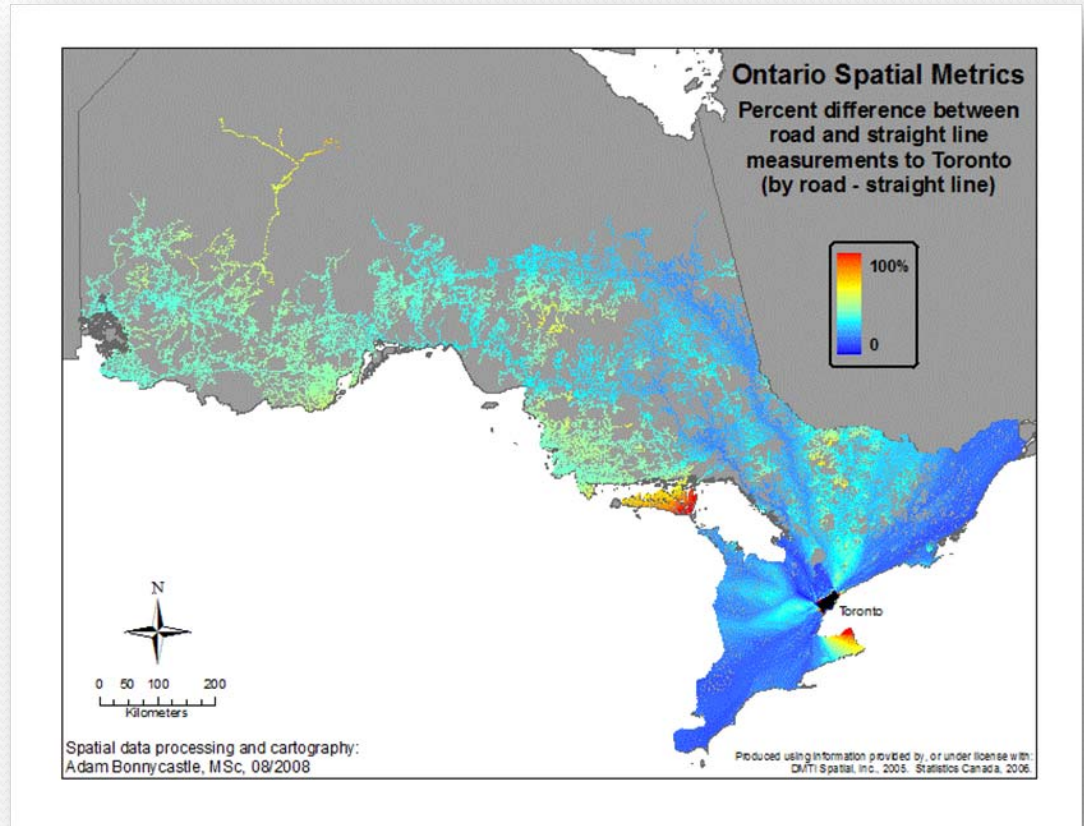 Ontario Spatial Metrics
Percent difference between
road and straight line
measurements to Toronto
(by road - straight line)
100%
0
N
Toronto
0 50 100 200
Kilometers
Spatial data processing and cartography:
Adam Bonnycastle, MSc, 08/2008
Produced using information provided by, or under license with:
DMTI Spatial, Inc., 2005. Statistics Canada, 2006.